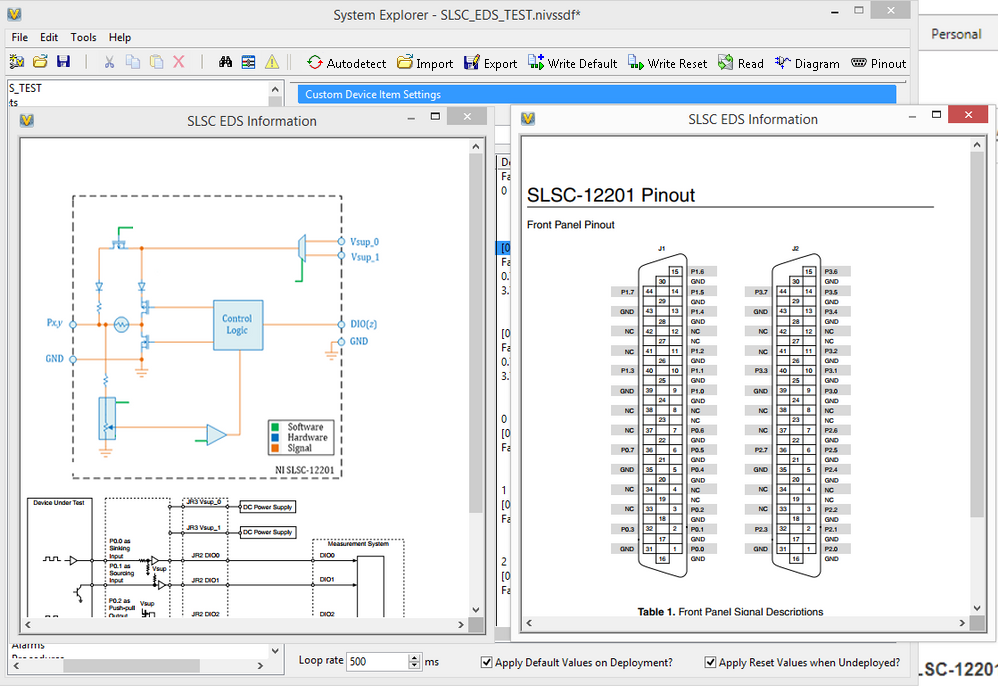 System Explorer - SLSC_EDS_TEST.nivssdf*
File Edit Tools Help
Autodetect Import Export Write Default Write Reset Read Diagram Pinout
Personal
S_TEST
ts
Custom Device Item Settings
SLSC EDS Information
Vsup_0
Vsup_1
Px,y
Control
Logic
DIO(z)
GND
GND
Software
Hardware
Signal
NI SLSC-12201
Device Under Test
JR3 Vsup_0
DC Power Supply
JR3 Vsup_1
DC Power Supply
Measurement System
P0.0 as
Sinking
Input
JR2 DIO0
DIO0
Vsup
P0.1 as
Sourcing
Input
JR2 DIO1
DIO1
P0.2 as
Push-pull
Output
Vsup
JR2 DIO2
DIO2
SLSC EDS Information
SLSC-12201 Pinout
Front Panel Pinout
J1
15 P1.6
30 GND
P1.7 44 14 P1.5
29 GND
GND 43 13 P1.4
28 GND
NC 42 12 NC
27 NC
NC 41 11 P1.2
26 GND
P1.3 40 10 P1.1
25 GND
GND 39 9 P1.0
24 GND
NC 38 8 NC
23 NC
NC 37 7 P0.6
22 GND
P0.7 36 6 P0.5
21 GND
GND 35 5 P0.4
20 GND
NC 34 4 NC
19 NC
NC 33 3 P0.2
18 GND
P0.3 32 2 P0.1
17 GND
GND 31 1 P0.0
16 GND
J2
15 P3.6
30 GND
P3.7 44 14 P3.5
29 GND
GND 43 13 P3.4
28 GND
NC 42 12 NC
27 NC
NC 41 11 P3.2
26 GND
P3.3 40 10 P3.1
25 GND
GND 39 9 P3.0
24 GND
NC 38 8 NC
23 NC
NC 37 7 P2.6
22 GND
P2.7 36 6 P2.5
21 GND
GND 35 5 P2.4
20 GND
NC 34 4 NC
19 NC
NC 33 3 P2.2
18 GND
P2.3 32 2 P2.1
17 GND
GND 31 1 P2.0
16 GND
Table 1. Front Panel Signal Descriptions
Alarms
Loop rate 500 ms
Apply Default Values on Deployment?
Apply Reset Values when Undeployed?
LSC-1220